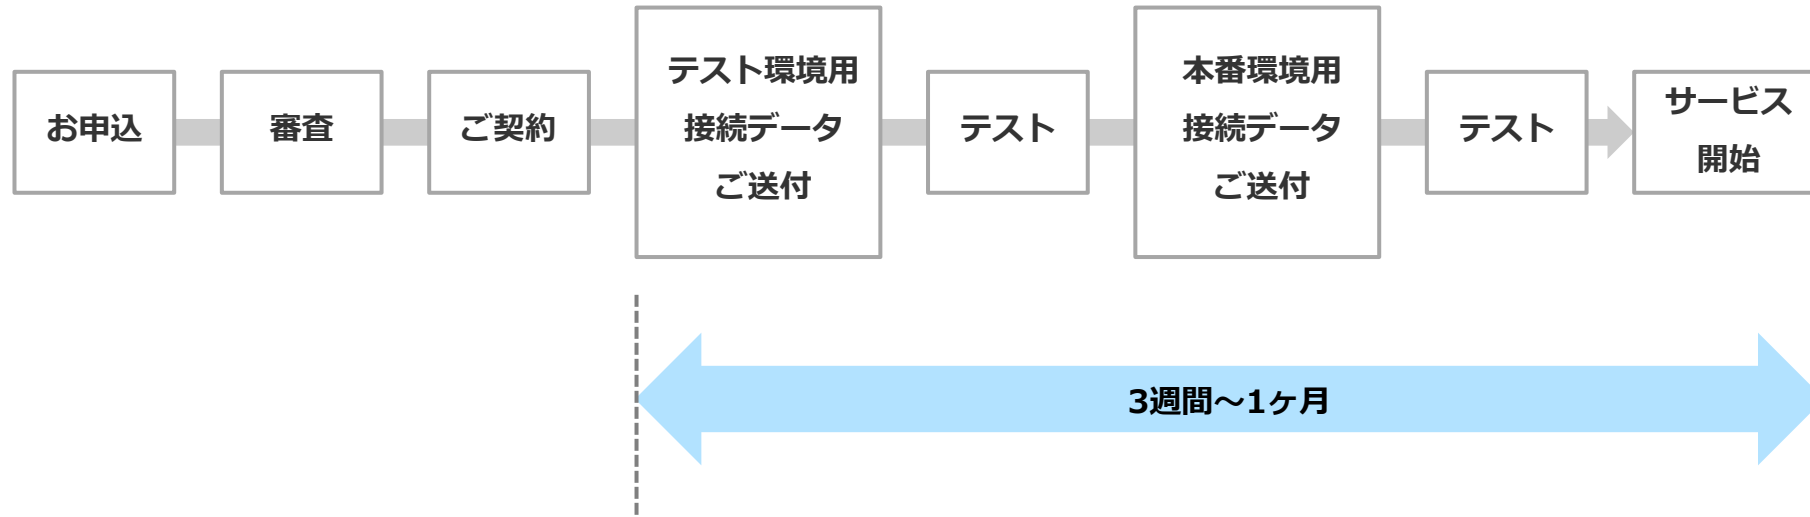 お申込
審査
ご契約
テスト環境用
接続データ
ご送付
テスト
本番環境用
接続データ
ご送付
テスト
サービス
開始
3週間～1ヶ月